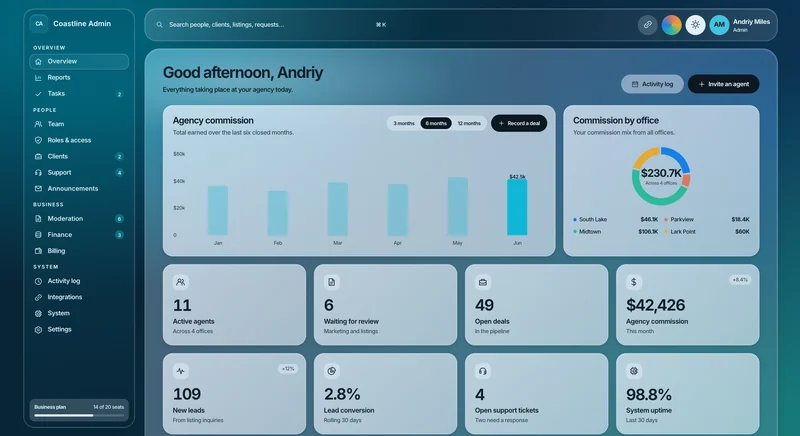 CA
Coastline Admin
OVERVIEW
Overview
Reports
Tasks 2
PEOPLE
Team
Roles & access
Clients 2
Support 4
Announcements
BUSINESS
Moderation 6
Finance 3
Billing
SYSTEM
Activity log
Integrations
System
Settings
Business plan 14 of 20 seats
Search people, clients, listings, requests... ⌘K
AM
Andriy Miles
Admin
Good afternoon, Andriy
Everything taking place at your agency today.
Activity log
+ Invite an agent
Agency commission
Total earned over the last six closed months.
3 months 6 months 12 months
+ Record a deal
$60k
$40k
$20k
0
$42.5k
Jan Feb Mar Apr May Jun
Commission by office
Your commission mix from all offices.
$230.7K
Across 4 offices
South Lake $46.1K Parkview $18.4K
Midtown $106.1K Lark Point $60K
11
Active agents
Across 4 offices
6
Waiting for review
Marketing and listings
49
Open deals
In the pipeline
+8.4%
$42,426
Agency commission
This month
+12%
109
New leads
From listing inquiries
2.8%
Lead conversion
Rolling 30 days
4
Open support tickets
Two need a response
98.8%
System uptime
Last 30 days